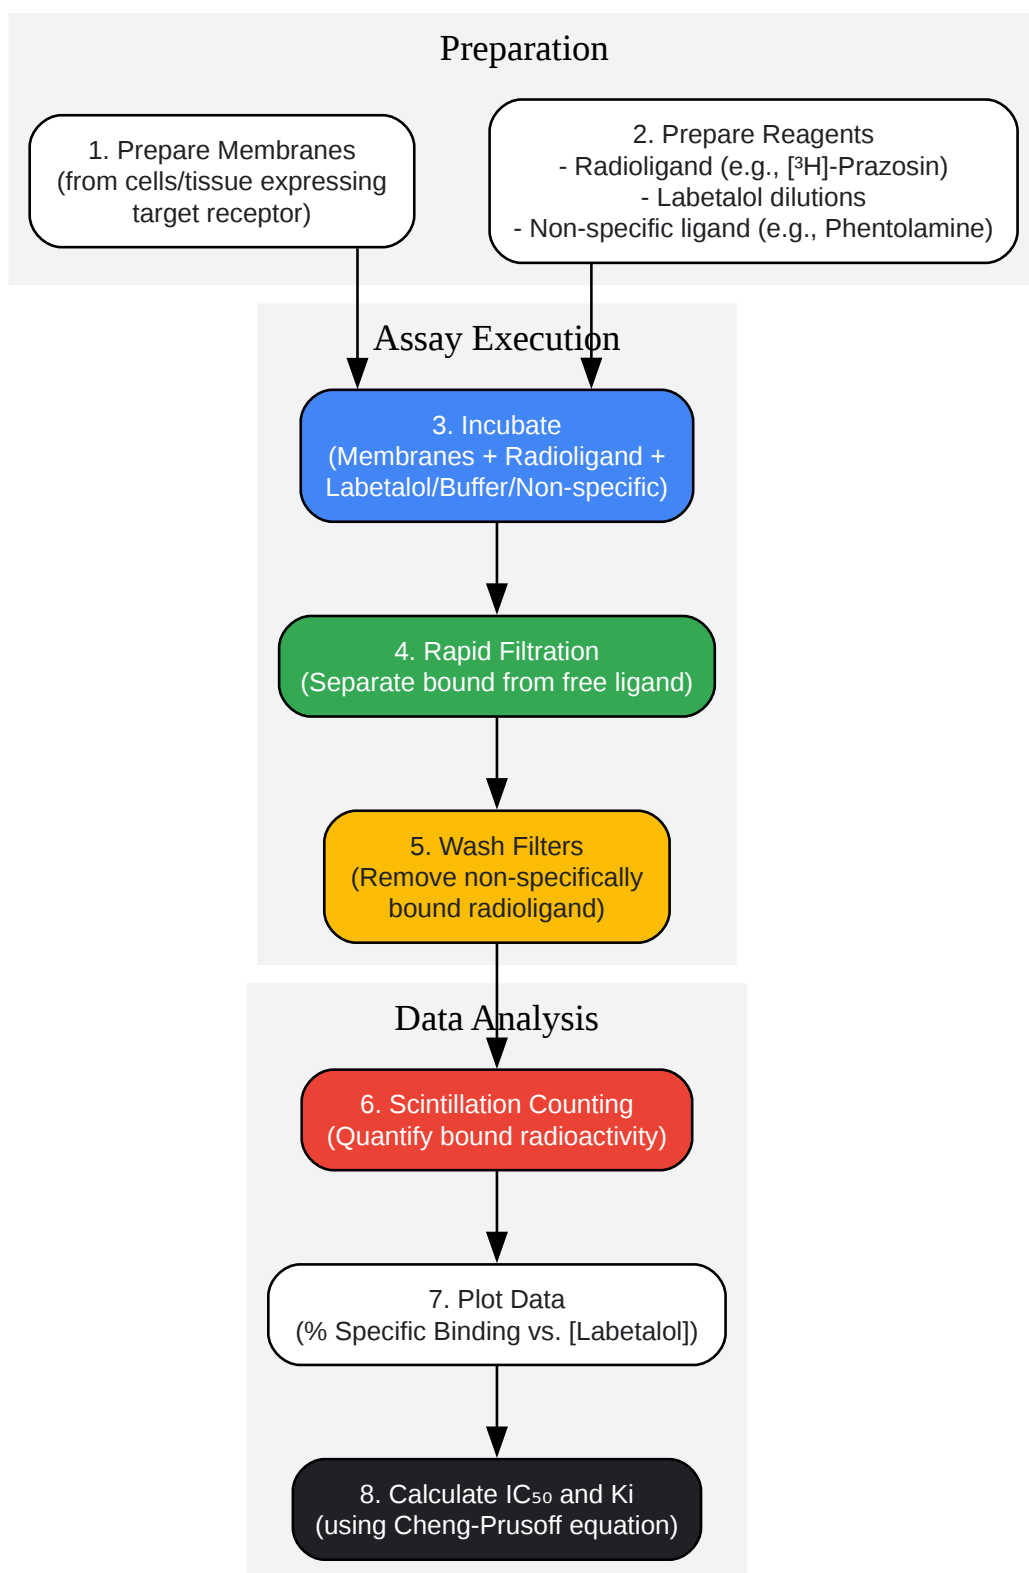 Preparation
1. Prepare Membranes
(from cells/tissue expressing
target receptor)
2. Prepare Reagents
- Radioligand (e.g., [³H]-Prazosin)
- Labetalol dilutions
- Non-specific ligand (e.g., Phentolamine)
Assay Execution
3. Incubate
(Membranes + Radioligand +
Labetalol/Buffer/Non-specific)
4. Rapid Filtration
(Separate bound from free ligand)
5. Wash Filters
(Remove non-specifically
bound radioligand)
Data Analysis
6. Scintillation Counting
(Quantify bound radioactivity)
7. Plot Data
(% Specific Binding vs. [Labetalol])
8. Calculate IC₅₀ and Ki
(using Cheng-Prusoff equation)